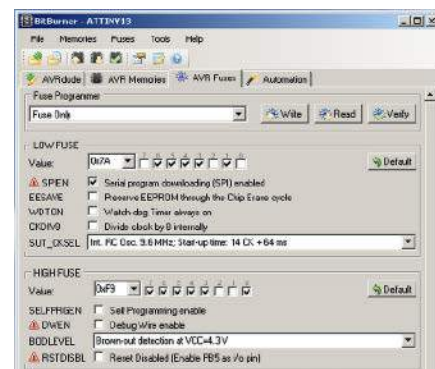 BitBurner - ATTINY13
File Memories Fuses Tools Help
AVRdude AVR Memories AVR Fuses Automation
Fuse Programmer
Fuse Only Write Read Verify
LOW FUSE
Value: 0x7A Default
SPEN Serial program downloading (SPI) enabled
EESAVE Preserve EEPROM through the Chip Erase cycle
WDTON Watch-dog Timer always on
CKDIV8 Divide clock by 8 internally
SUT_CKSEL Int. RC Osc. 9.6 MHz; Start-up time: 14 CK + 64 ms
HIGH FUSE
Value: 0xF9 Default
SELFPRGEN Self Programming enable
DWEN Debug Wire enable
BODLEVEL Brown-out detection at VCC=4.3 V
RSTDISBL Reset Disabled (Enable PB5 as i/o pin)